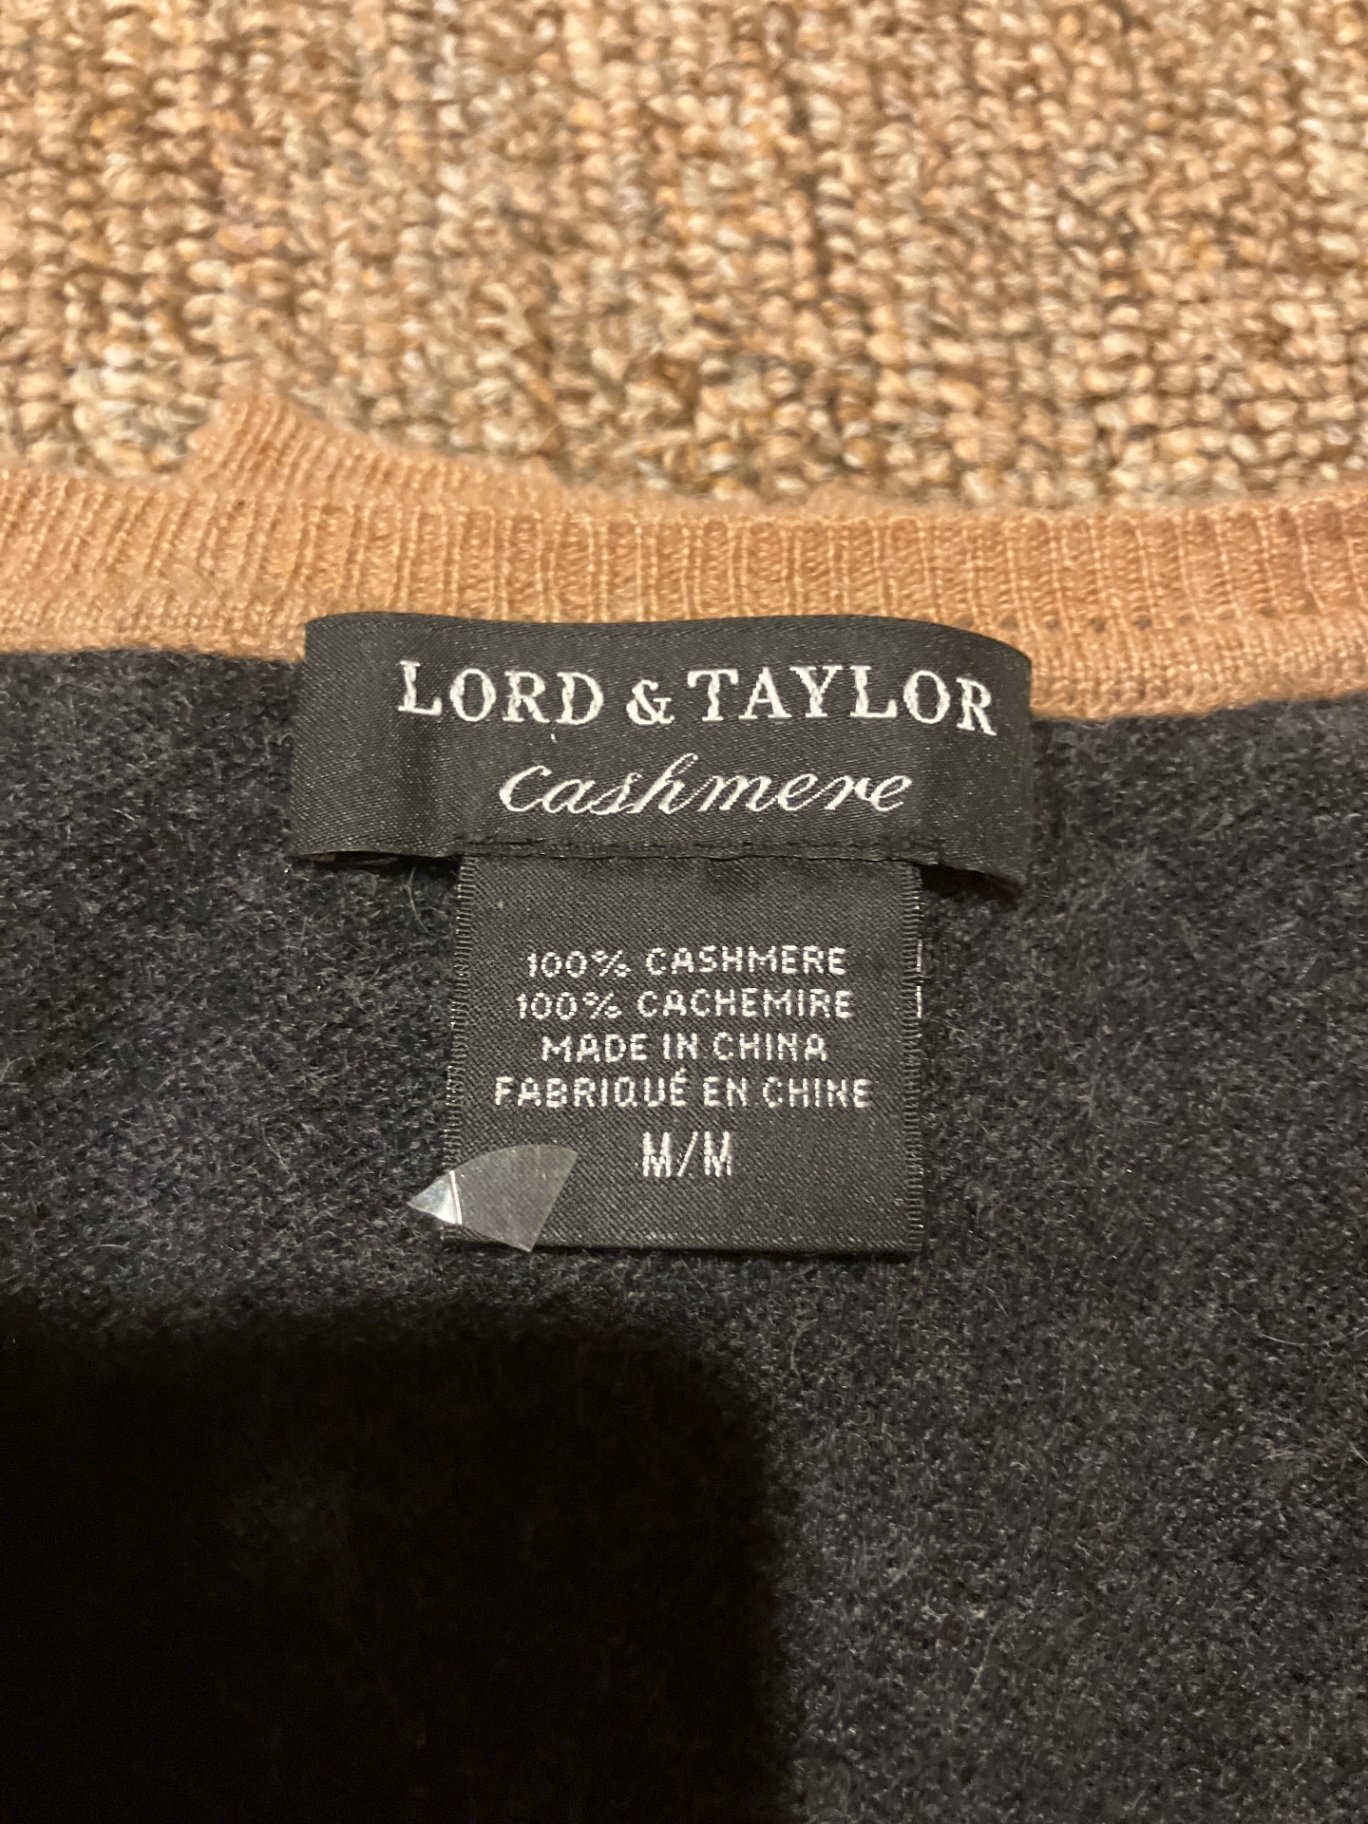 LORD & TAYLOR
cashmere
100% CASHMERE
100% CACHEMIRE
MADE IN CHINA
FABRIQUÉ EN CHINE
M/M